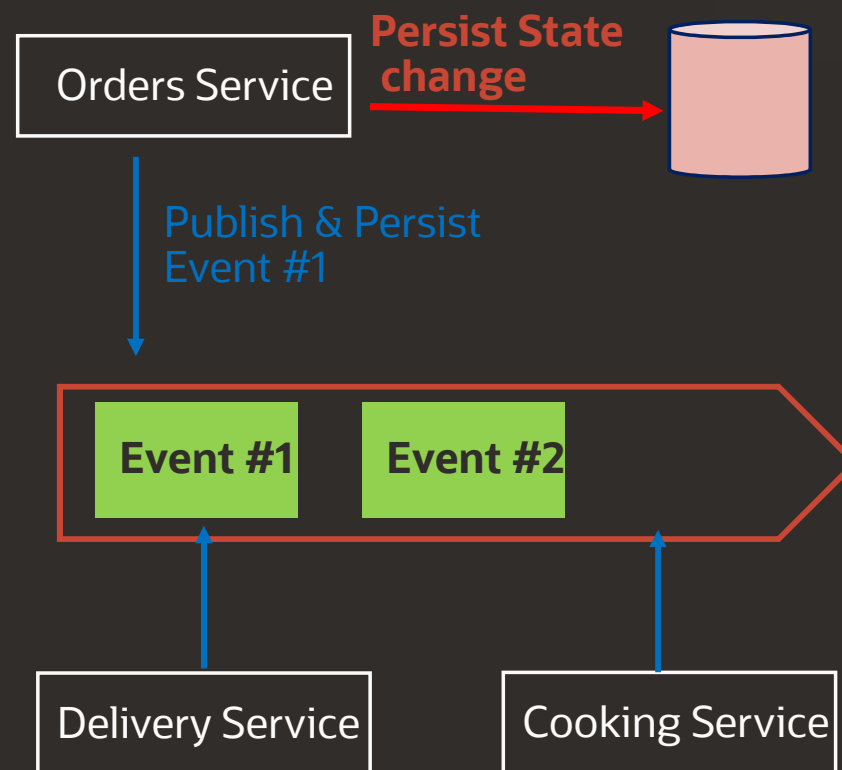 Persist State
change
Orders Service
Publish & Persist
Event #1
Event #1
Event #2
Delivery Service
Cooking Service